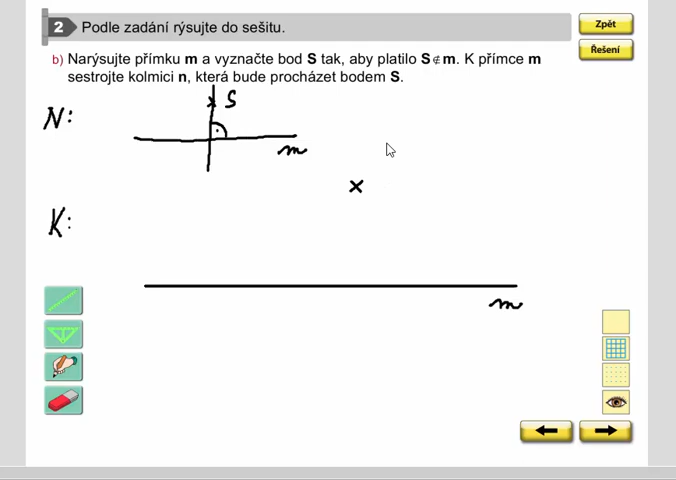 2 Podle zadání rýsujte do sešitu.
Zpět
Řešení
b) Narýsujte přímku m a vyznačte bod S tak, aby platilo S∉m. K přímce m
sestrojte kolmici n, která bude procházet bodem S.
N:
S
m
K:
m